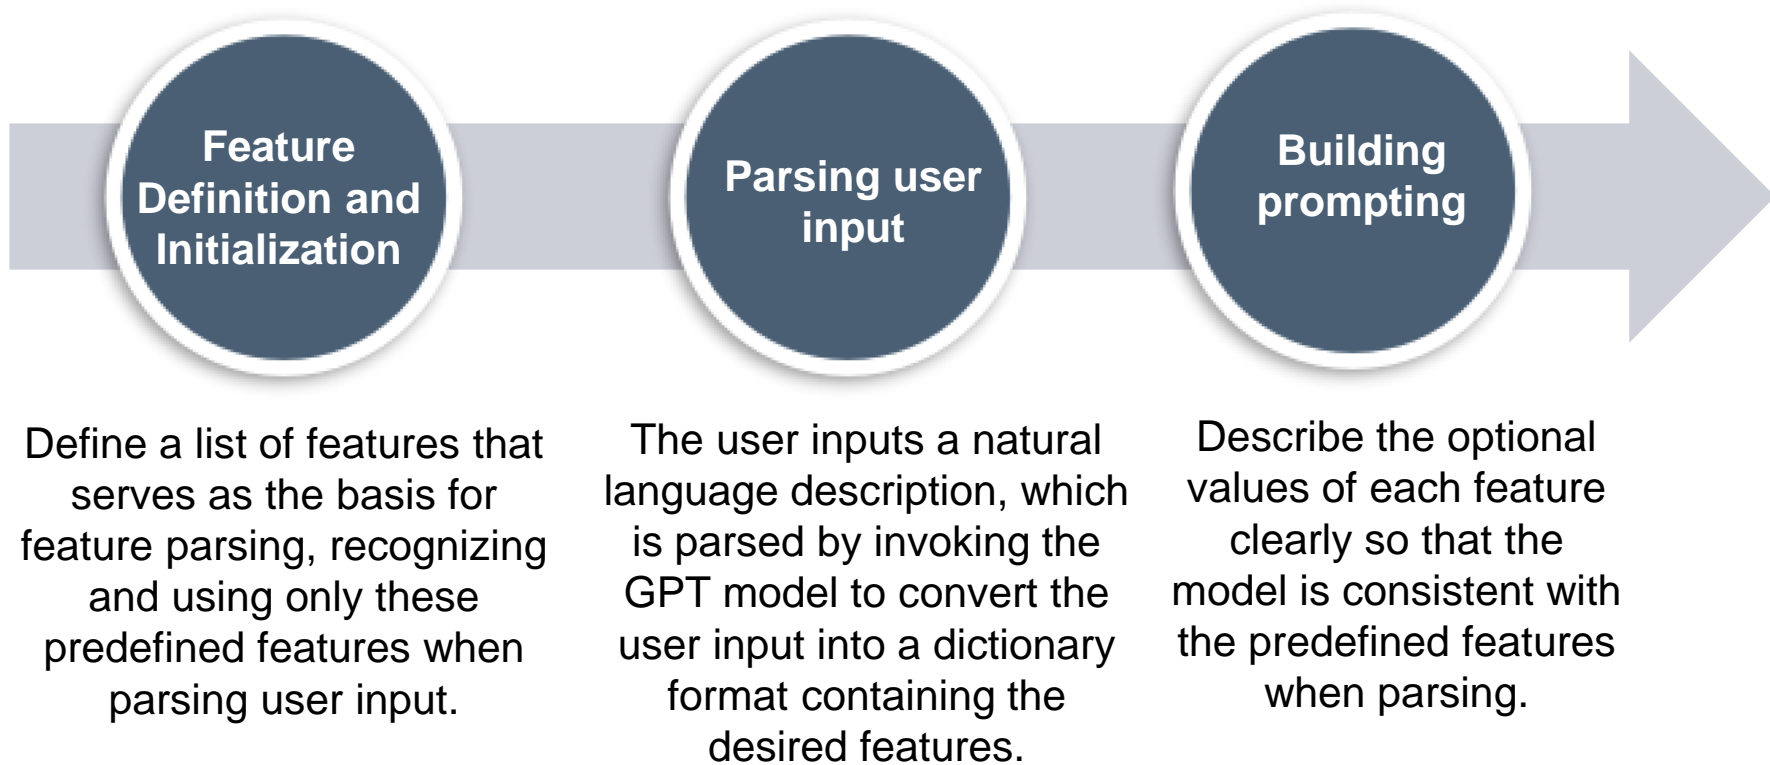 Feature
Definition and
Initialization
Parsing user
input
Building
prompting
Define a list of features that
serves as the basis for
feature parsing, recognizing
and using only these
predefined features when
parsing user input.
The user inputs a natural
language description, which
is parsed by invoking the
GPT model to convert the
user input into a dictionary
format containing the
desired features.
Describe the optional
values of each feature
clearly so that the
model is consistent with
the predefined features
when parsing.